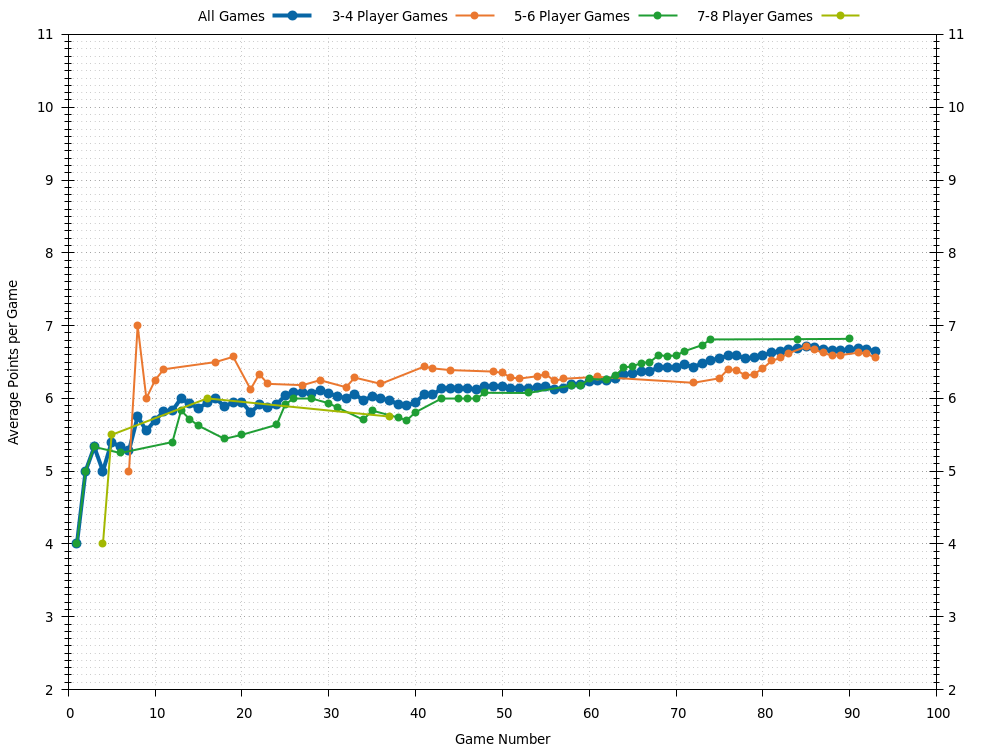 All Games 3-4 Player Games 5-6 Player Games 7-8 Player Games
11 11
10 10
9 9
8 8
7 7
6 6
5 5
4 4
3 3
2 2
Average Points per Game
0 10 20 30 40 50 60 70 80 90 100
Game Number